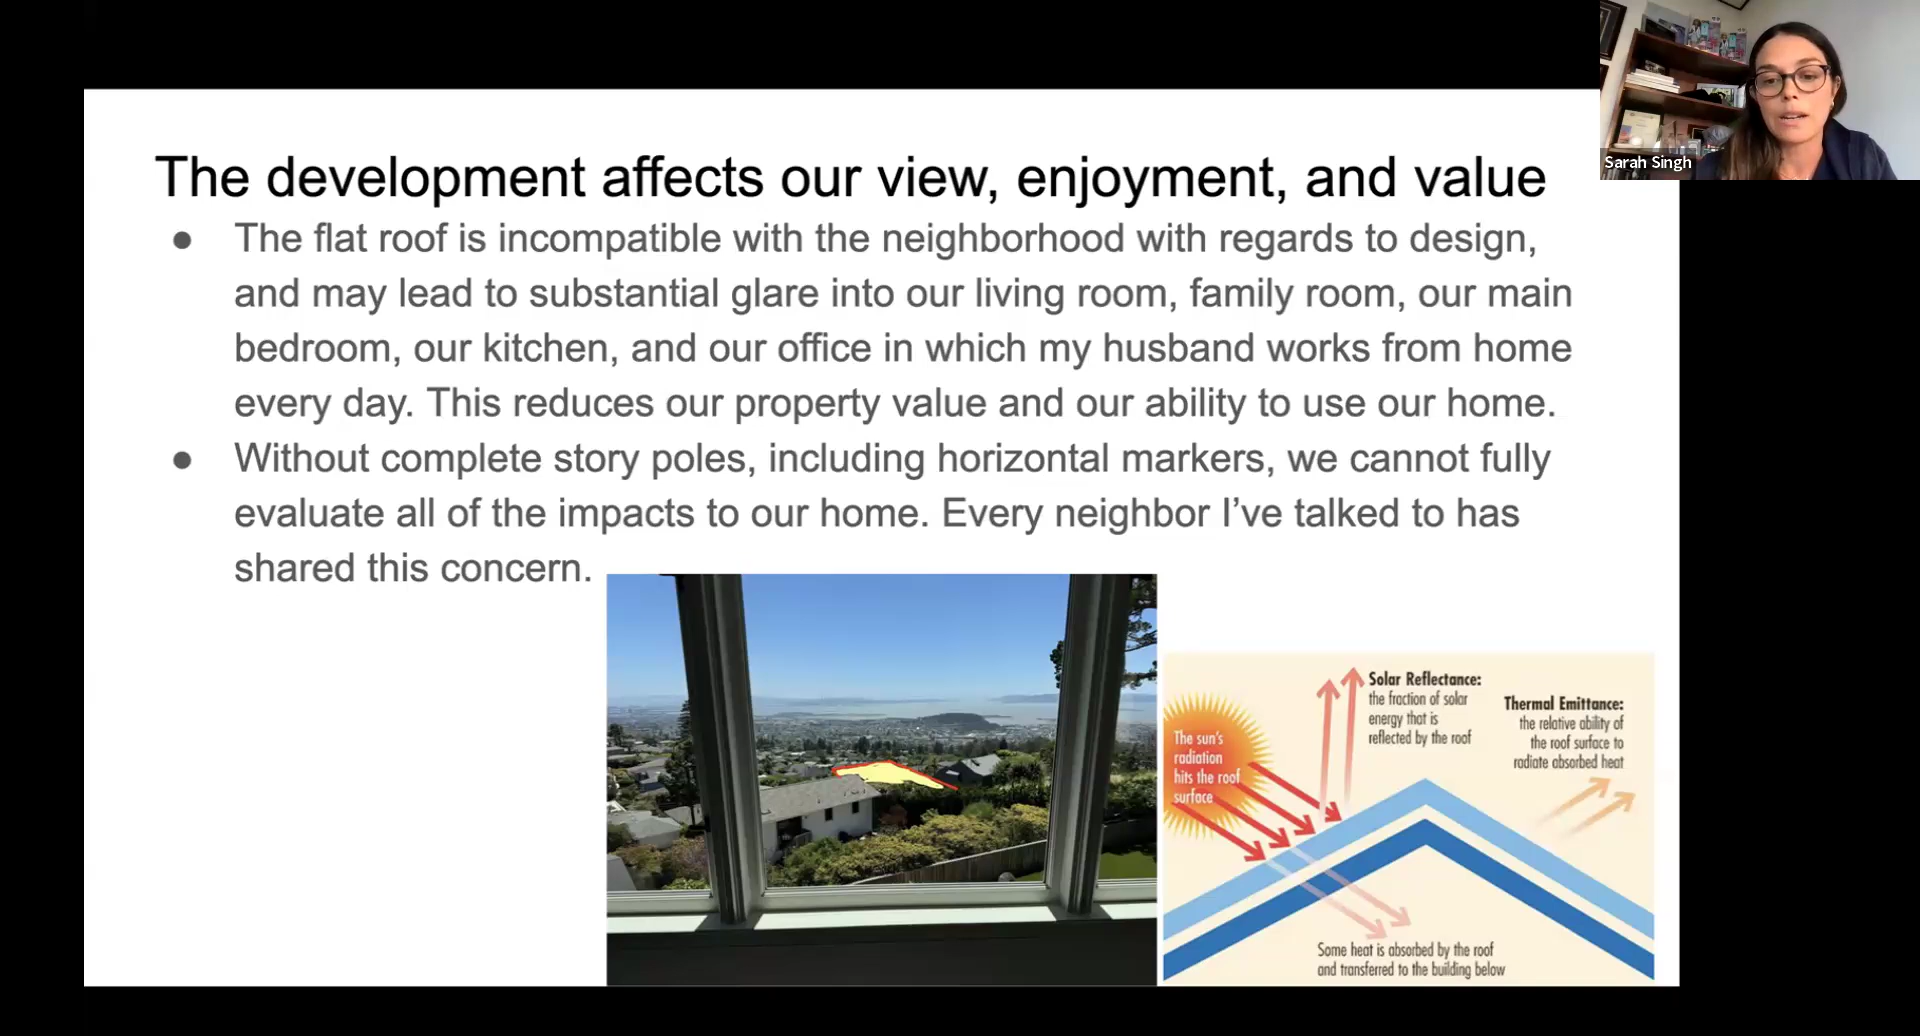 The development affects our view, enjoyment, and value
● The flat roof is incompatible with the neighborhood with regards to design,
and may lead to substantial glare into our living room, family room, our main
bedroom, our kitchen, and our office in which my husband works from home
every day. This reduces our property value and our ability to use our home.
● Without complete story poles, including horizontal markers, we cannot fully
evaluate all of the impacts to our home. Every neighbor I’ve talked to has
shared this concern.
Sarah Singh
The sun's
radiation
hits the roof
surface
Solar Reflectance:
the fraction of solar
energy that is
reflected by the roof
Thermal Emittance:
the relative ability of
the roof surface to
radiate absorbed heat
Some heat is absorbed by the roof
and transferred to the building below